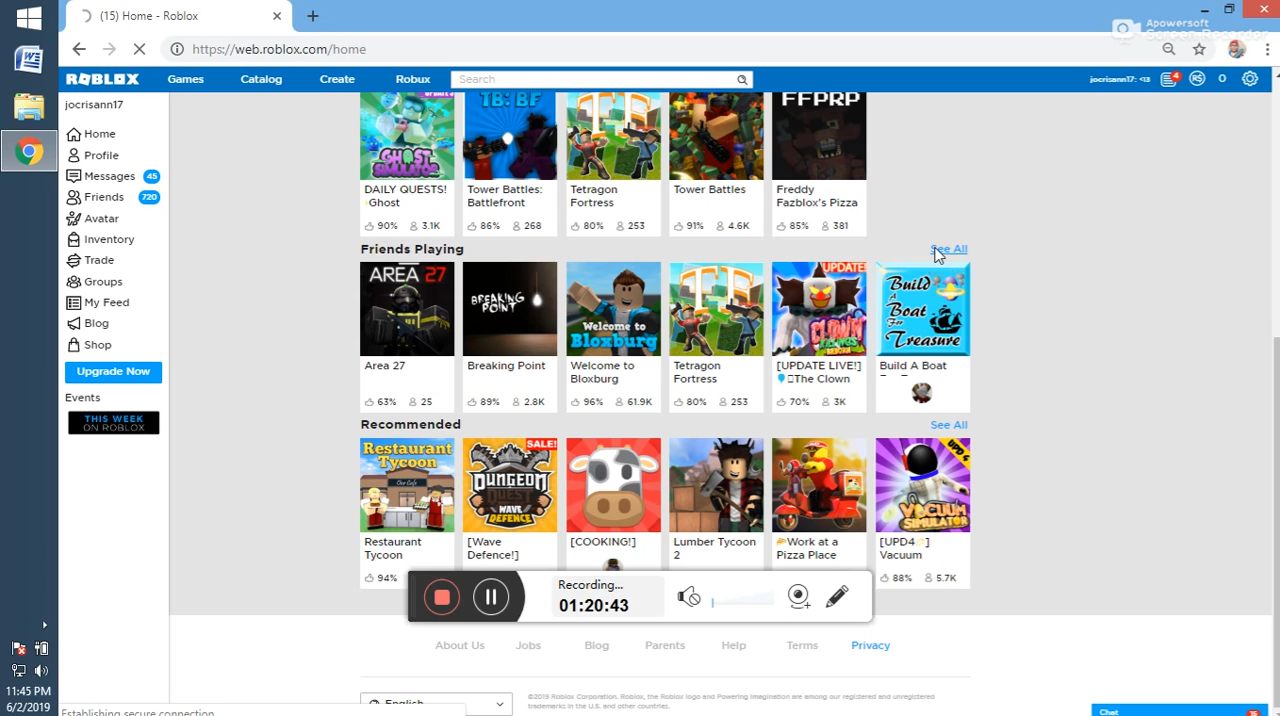 (15) Home - Roblox
Apowersoft
Screen Recorder
https://web.roblox.com/home
ROBLOX
Games
Catalog
Create
Robux
Search
jocrisann17: <13
4
0
jocrisann17
Home
Profile
Messages 45
Friends 720
Avatar
Inventory
Trade
Groups
My Feed
Blog
Shop
Upgrade Now
Events
THIS WEEK
ON ROBLOX
GHOST
SIMULATOR
TB: BF
FFPRP
DAILY QUESTS!
Ghost
90% 3.1K
Tower Battles:
Battlefront
86% 268
Tetragon
Fortress
80% 253
Tower Battles
91% 4.6K
Freddy
Fazblox's Pizza
85% 381
Friends Playing
See All
AREA 27
BREAKING
POINT
Welcome to
Bloxburg
UPDATE
Build
A
Boat
For
Treasure
Area 27
63% 25
Breaking Point
89% 2.8K
Welcome to
Bloxburg
96% 61.9K
Tetragon
Fortress
80% 253
[UPDATE LIVE!]
The Clown
70% 3K
Build A Boat
Recommended
See All
Restaurant
Tycoon
SALE!
DUNGEON
QUEST
WAVE
DEFENCE
UPD 4
VACUUM
SIMULATOR
Restaurant
Tycoon
94%
[Wave
Defence!]
[COOKING!]
Lumber Tycoon
2
Work at a
Pizza Place
[UPD4]
Vacuum
88% 5.7K
Recording...
01:20:43
About Us
Jobs
Blog
Parents
Help
Terms
Privacy
English
©2019 Roblox Corporation. Roblox, the Roblox logo and Powering Imagination are among our registered and unregistered
trademarks in the U.S. and other countries.
Chat
11:45 PM
6/2/2019
Establishing secure connection